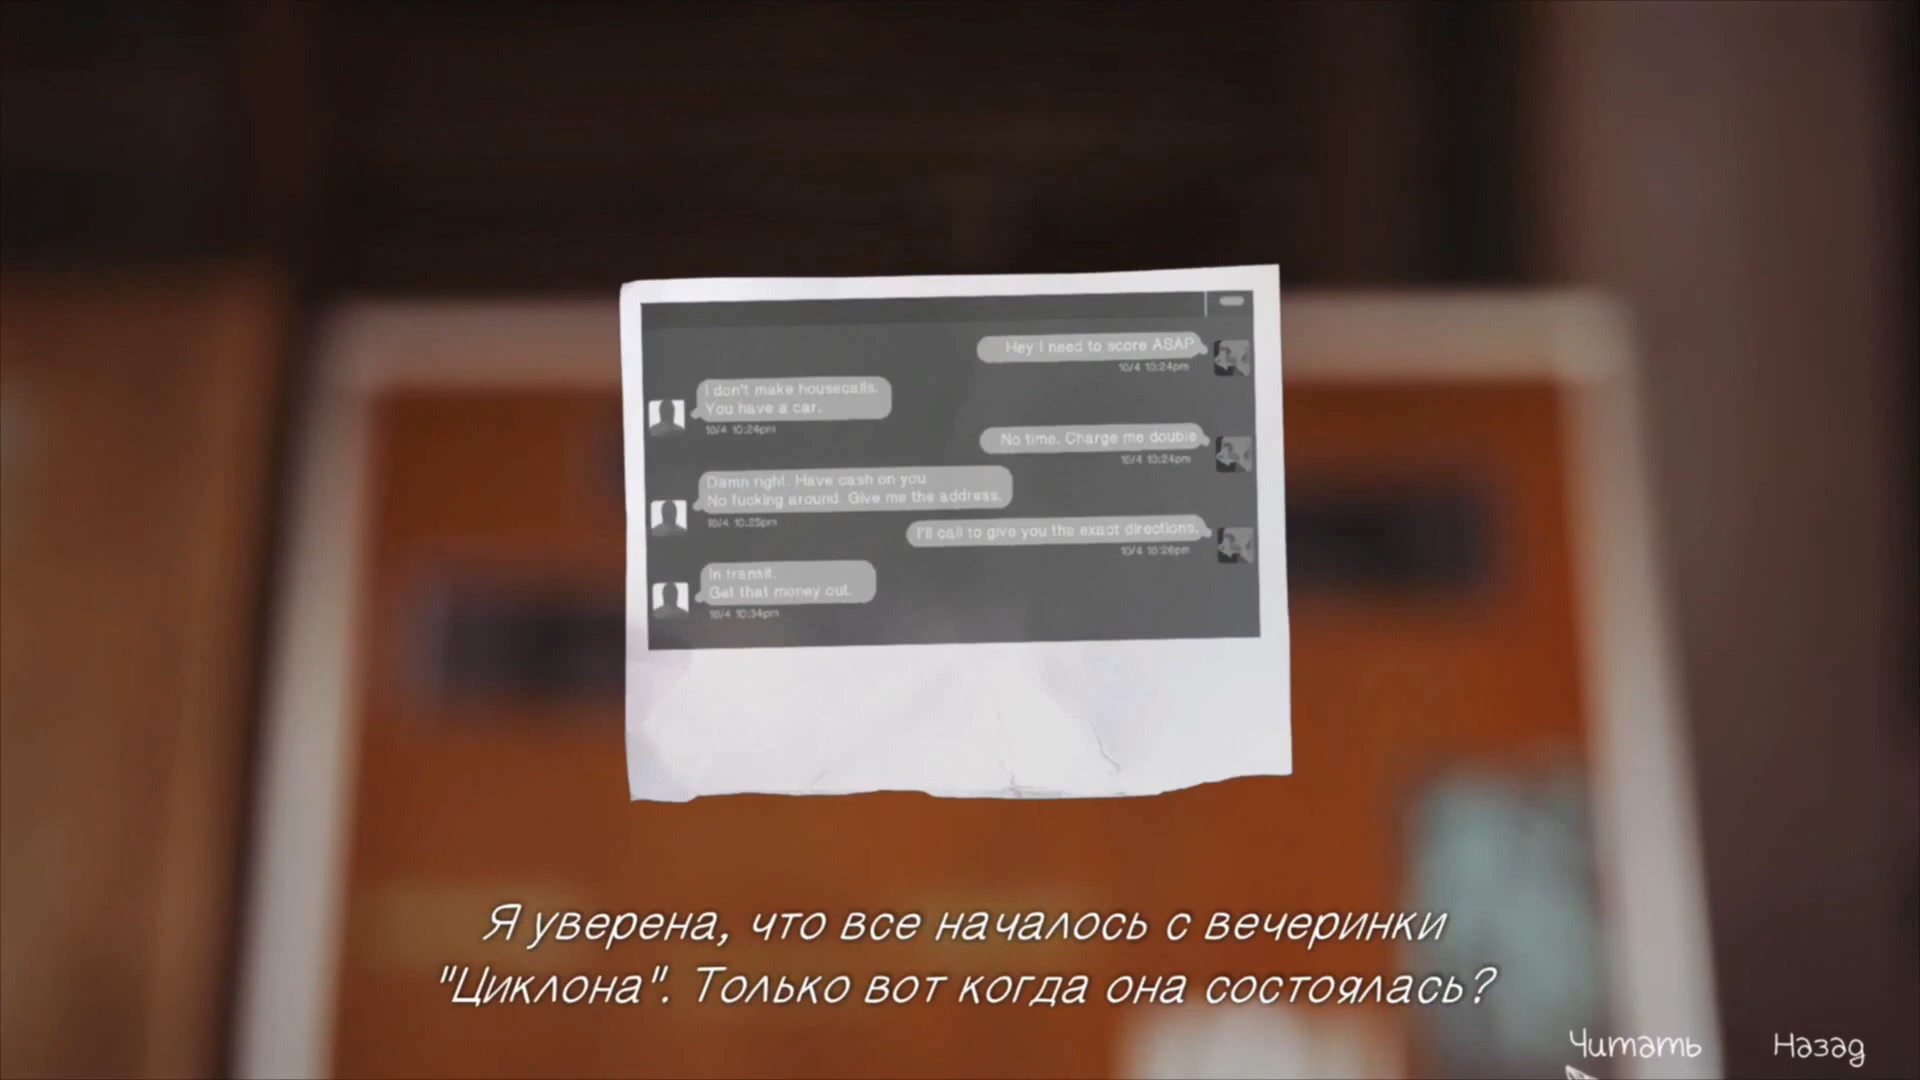 Hey I need to score ASAP
10/4 10:24pm
I don't make housecalls.
You have a car.
10/4 10:24pm
No time. Charge me double
10/4 10:24pm
Damn right. Have cash on you
No fucking around. Give me the address.
10/4 10:25pm
I'll call to give you the exact directions.
10/4 10:26pm
In transit.
Get that money out.
10/4 10:34pm
Я уверена, что все началось с вечеринки
"Циклона". Только вот когда она состоялась?
Читать
Назад